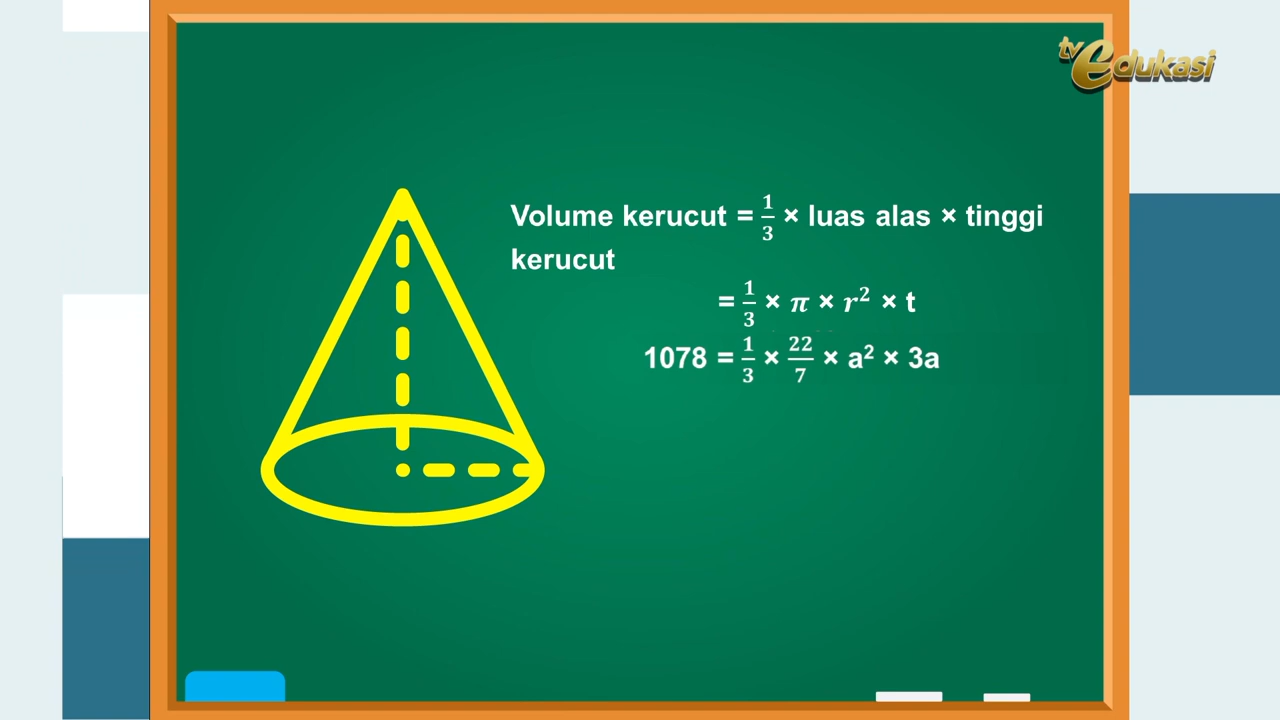 tv edukasi
Volume kerucut = 1/3 × luas alas × tinggi
kerucut
= 1/3 × π × r² × t
1078 = 1/3 × 22/7 × a² × 3a